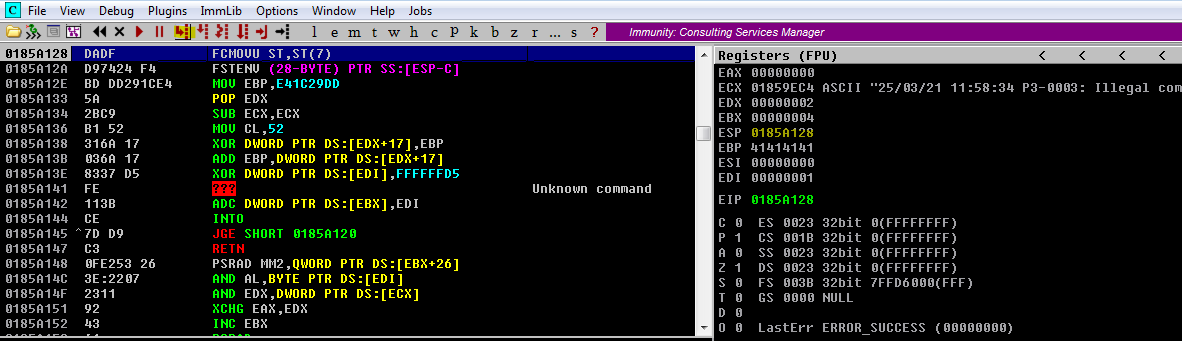 C File View Debug Plugins ImmLib Options Window Help Jobs
l e m t w h c P k b z r ... s ? Immunity: Consulting Services Manager
0185A128 DADF FCMOVU ST,ST(7)
0185A12A D97424 F4 FSTENV (28-BYTE) PTR SS:[ESP-C]
0185A12E BD DD291CE4 MOV EBP,E41C29DD
0185A133 5A POP EDX
0185A134 2BC9 SUB ECX,ECX
0185A136 B1 52 MOV CL,52
0185A138 316A 17 XOR DWORD PTR DS:[EDX+17],EBP
0185A13B 036A 17 ADD EBP,DWORD PTR DS:[EDX+17]
0185A13E 8337 D5 XOR DWORD PTR DS:[EDI],FFFFFFD5
0185A141 FE ??? Unknown command
0185A142 113B ADC DWORD PTR DS:[EBX],EDI
0185A144 CE INTO
0185A145 ^7D D9 JGE SHORT 0185A120
0185A147 C3 RETN
0185A148 0FE253 26 PSRAD MM2,QWORD PTR DS:[EBX+26]
0185A14C 3E:2207 AND AL,BYTE PTR DS:[EDI]
0185A14F 2311 AND EDX,DWORD PTR DS:[ECX]
0185A151 92 XCHG EAX,EDX
0185A152 43 INC EBX
Registers (FPU) < < < <
EAX 00000000
ECX 01859EC4 ASCII "25/03/21 11:58:34 P3-0003: Illegal com
EDX 00000002
EBX 00000004
ESP 0185A128
EBP 41414141
ESI 00000000
EDI 00000001
EIP 0185A128
C 0 ES 0023 32bit 0(FFFFFFFF)
P 1 CS 001B 32bit 0(FFFFFFFF)
A 0 SS 0023 32bit 0(FFFFFFFF)
Z 1 DS 0023 32bit 0(FFFFFFFF)
S 0 FS 003B 32bit 7FFD6000(FFF)
T 0 GS 0000 NULL
D 0
O 0 LastErr ERROR_SUCCESS (00000000)